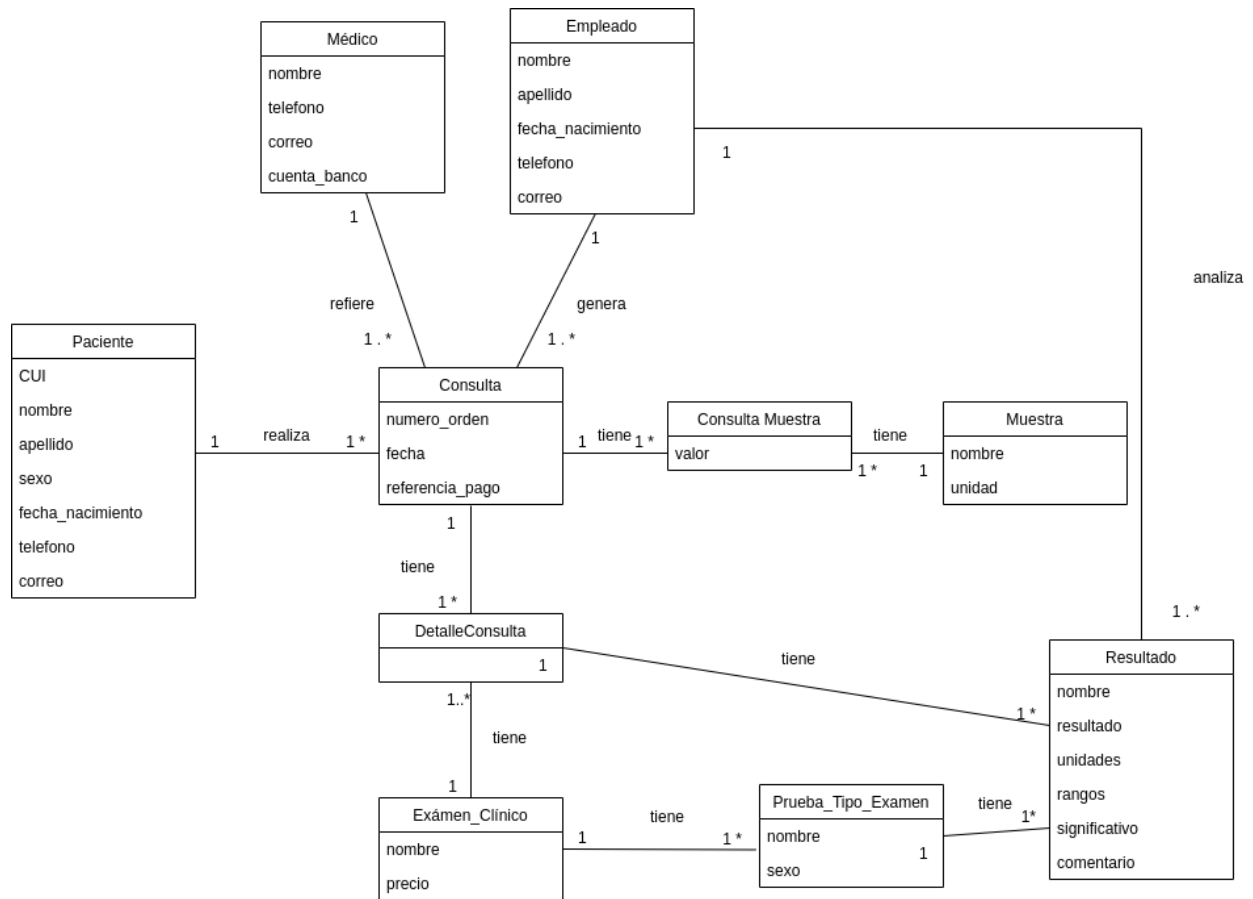 Médico
nombre
telefono
correo
cuenta_banco
Empleado
nombre
apellido
fecha_nacimiento
telefono
correo
1
1
1
analiza
refiere
genera
1 . *
1 . *
Paciente
CUI
nombre
apellido
sexo
fecha_nacimiento
telefono
correo
1
realiza
1 *
Consulta
numero_orden
fecha
referencia_pago
1
tiene
1 *
Consulta Muestra
valor
tiene
1 *
1
Muestra
nombre
unidad
1
tiene
1 *
DetalleConsulta
1
tiene
1 *
1 . *
Resultado
nombre
resultado
unidades
rangos
significativo
comentario
1..*
tiene
1
Exámen_Clínico
nombre
precio
1
tiene
1 *
Prueba_Tipo_Examen
nombre
sexo
1
tiene
1*